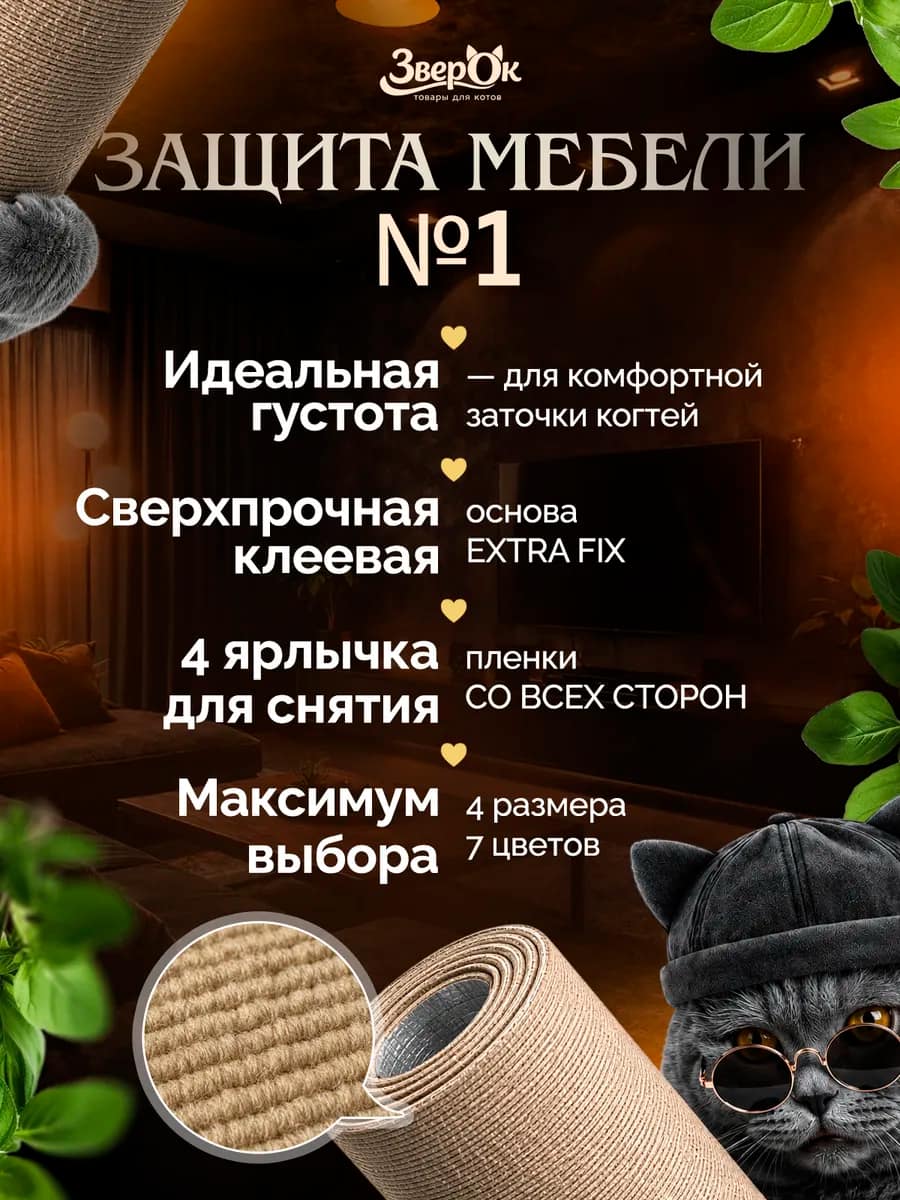 ЗверОк
товары для котов
ЗАЩИТА МЕБЕЛИ
№1
Идеальная
густота
— для комфортной
заточки когтей
Сверхпрочная
клеевая
основа
EXTRA FIX
4 ярлычка
для снятия
пленки
СО ВСЕХ СТОРОН
Максимум
выбора
4 размера
7 цветов